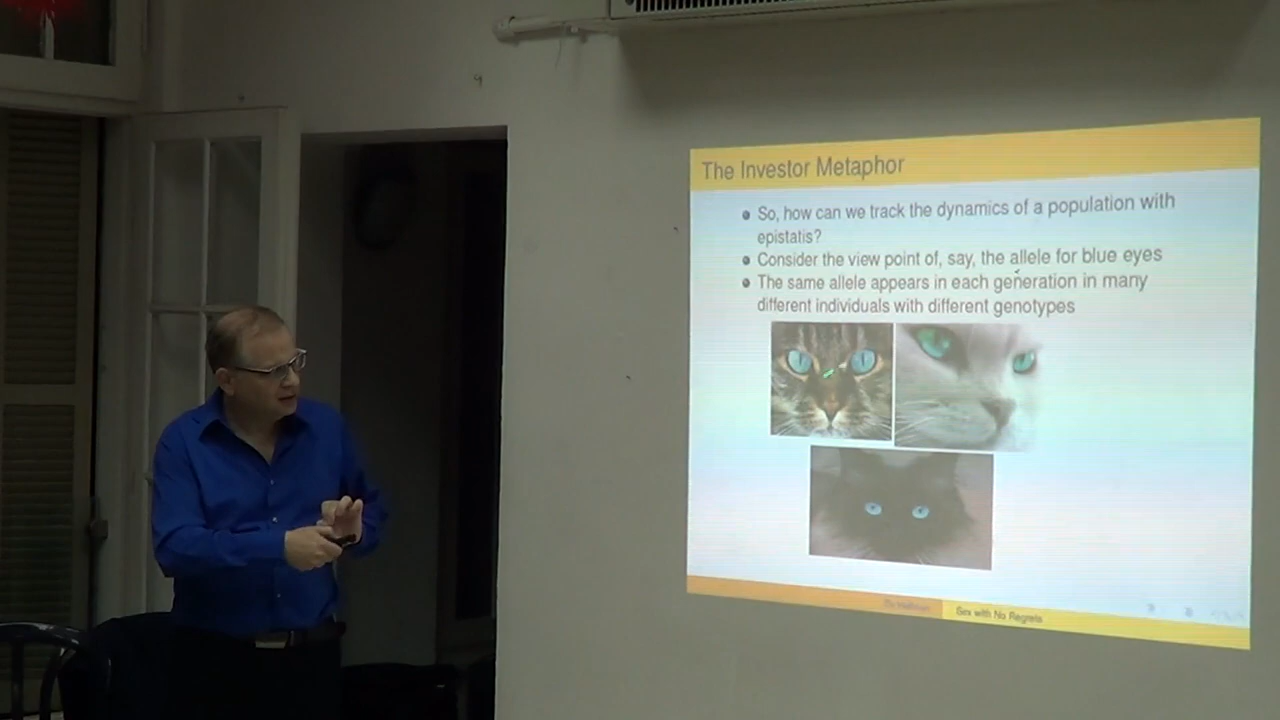 The Investor Metaphor
So, how can we track the dynamics of a population with
epistatis?
Consider the view point of, say, the allele for blue eyes
The same allele appears in each generation in many
different individuals with different genotypes
Sex with No Regrets